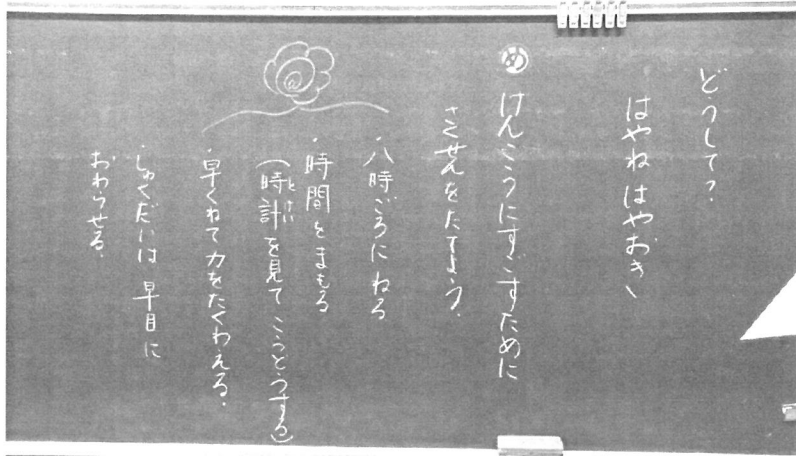 どうして?
はやね はやおき
め けんこうにすごすために
さくせんをたてよう。
・八時ごろに ねる
・時間をまもる
(時計を見て こうどうする)
とけい
・早くねて力をたくわえる。
・しゅくだいは 早目に
おわらせる。